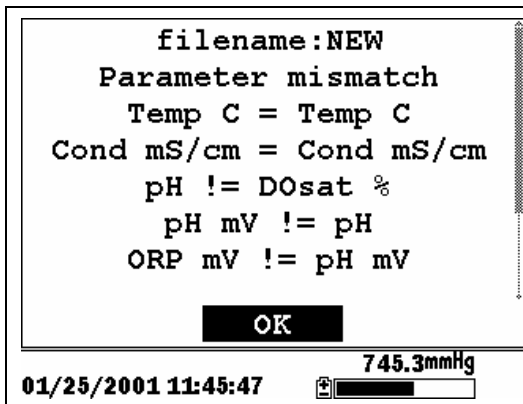 filename:NEW
Parameter mismatch
Temp C = Temp C
Cond mS/cm = Cond mS/cm
pH != DOsat %
pH mV != pH
ORP mV != pH mV
OK
745.3mmHg
01/25/2001 11:45:47